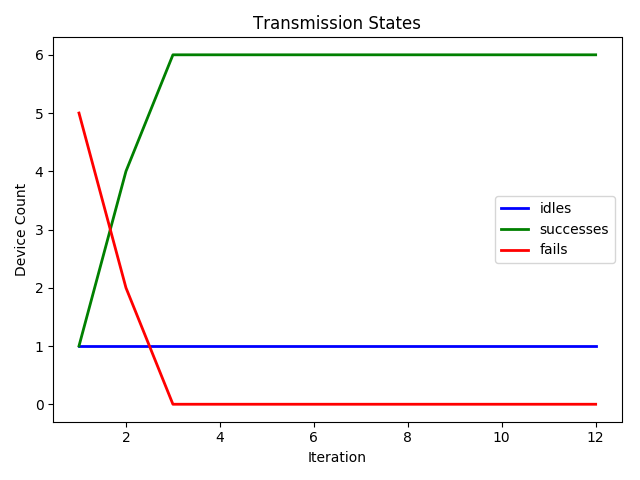 Transmission States
Device Count
6
5
4
3
2
1
0
idles
successes
fails
2 4 6 8 10 12
Iteration